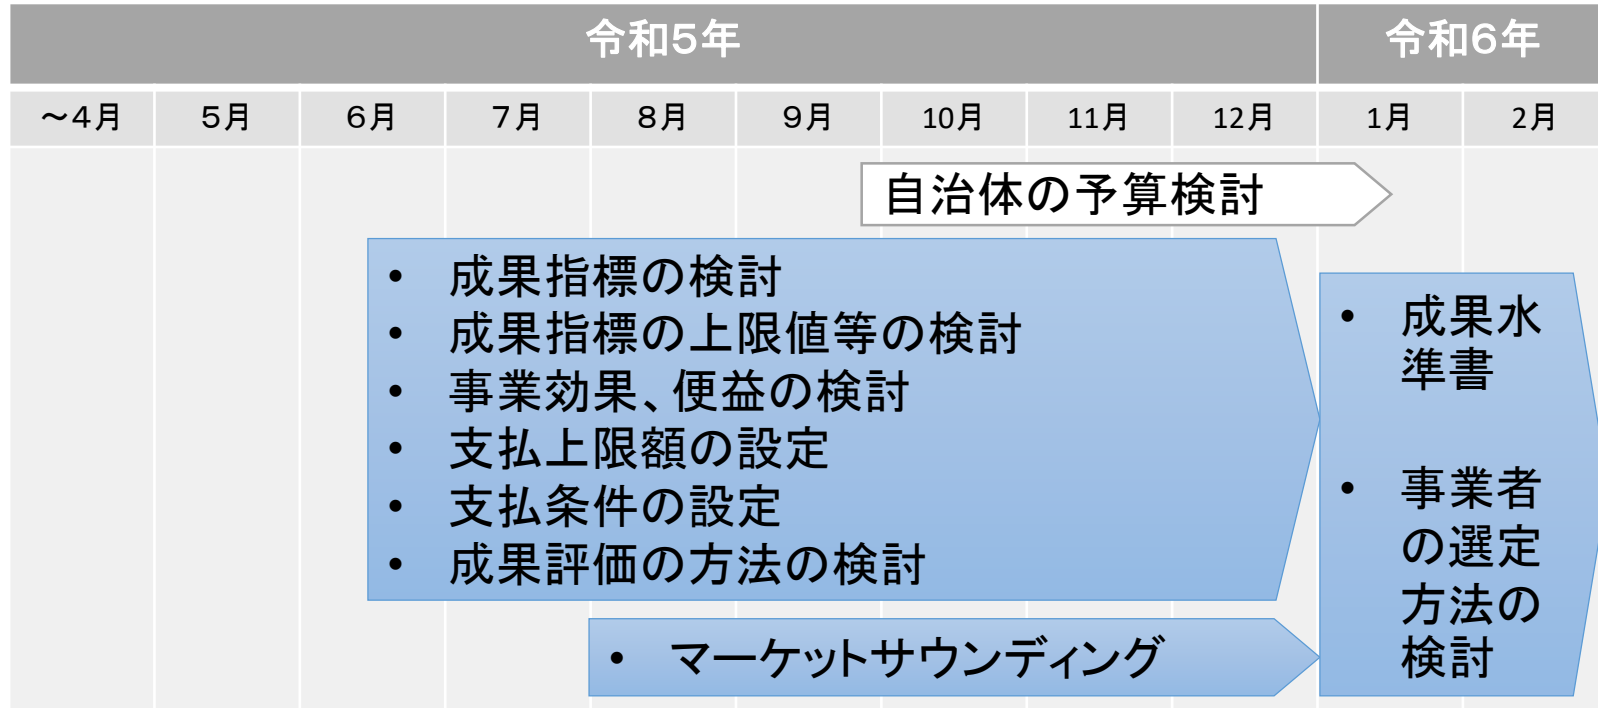 令和5年 令和6年
～4月 5月 6月 7月 8月 9月 10月 11月 12月 1月 2月
自治体の予算検討
• 成果指標の検討
• 成果指標の上限値等の検討
• 事業効果、便益の検討
• 支払上限額の設定
• 支払条件の設定
• 成果評価の方法の検討
• マーケットサウンディング
• 成果水
準書
• 事業者
の選定
方法の
検討